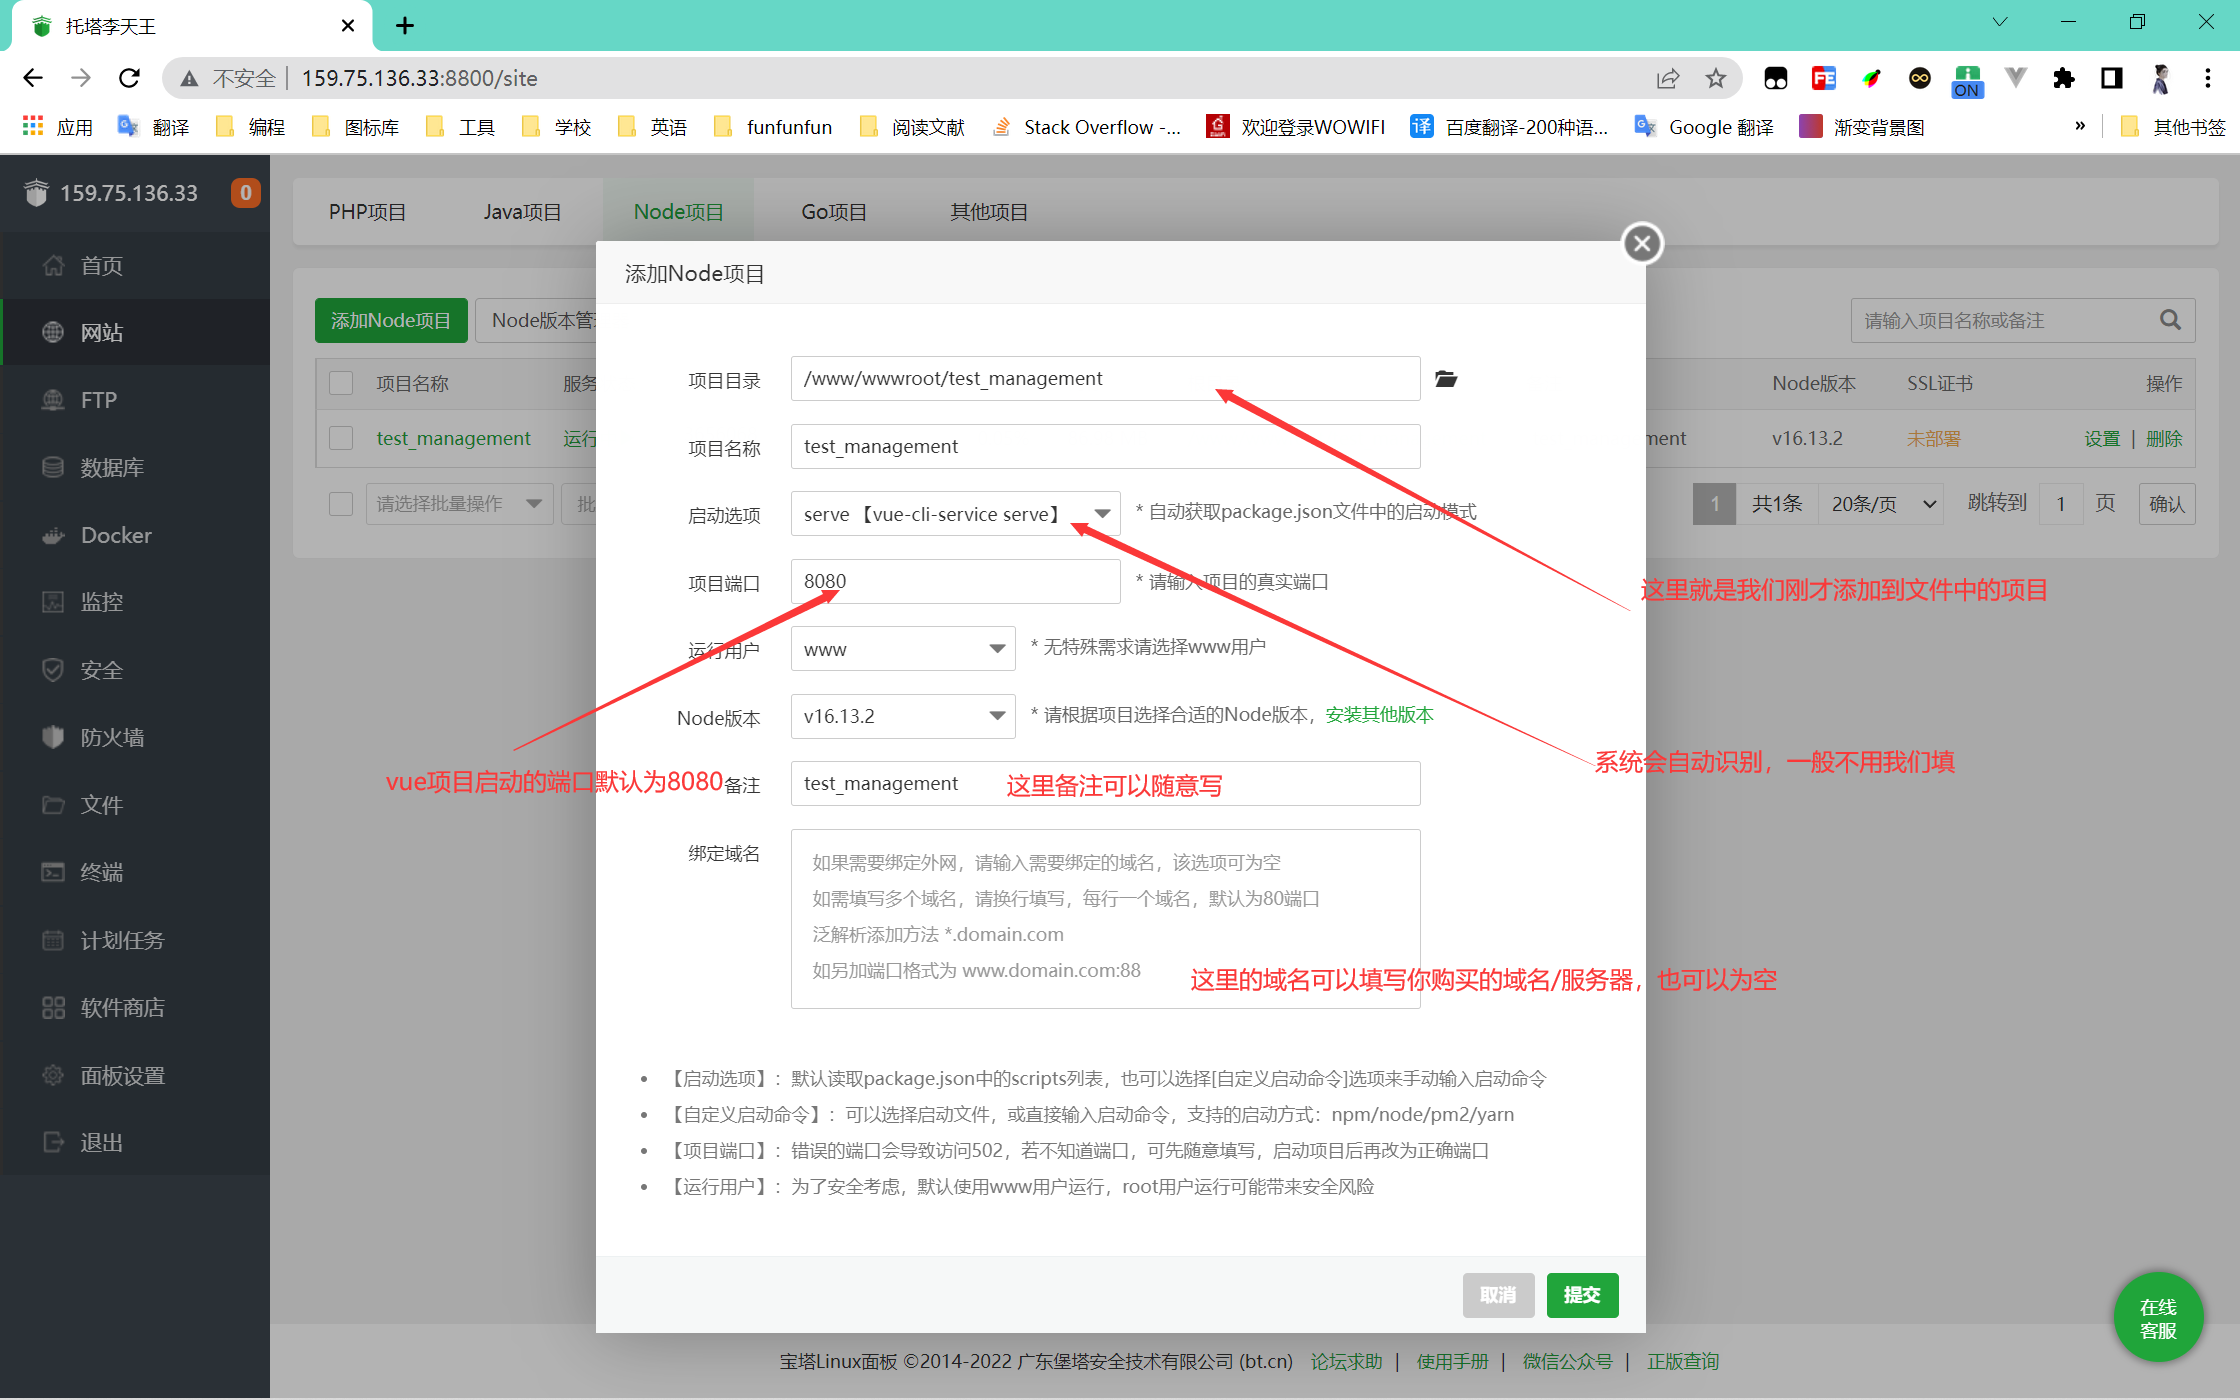 托塔李天王
不安全 159.75.136.33:8800/site
ON
应用 翻译 编程 图标库 工具 学校 英语 funfunfun 阅读文献 Stack Overflow -... 欢迎登录WOWIFI 百度翻译-200种语... Google 翻译 渐变背景图 » 其他书签
159.75.136.33 0
首页
网站
FTP
数据库
Docker
监控
安全
防火墙
文件
终端
计划任务
软件商店
面板设置
退出
PHP项目 Java项目 Node项目 Go项目 其他项目
添加Node项目 Node版本管
请输入项目名称或备注
项目名称 服务 Node版本 SSL证书 操作
test_management 运行 ment v16.13.2 未部署 设置 | 删除
请选择批量操作 批 1 共1条 20条/页 跳转到 1 页 确认
添加Node项目
项目目录 /www/wwwroot/test_management
项目名称 test_management
启动选项 serve 【vue-cli-service serve】 * 自动获取package.json文件中的启动模式
项目端口 8080 * 请输入项目的真实端口
这里就是我们刚才添加到文件中的项目
运行用户 www * 无特殊需求请选择www用户
Node版本 v16.13.2 * 请根据项目选择合适的Node版本，安装其他版本
系统会自动识别，一般不用我们填
vue项目启动的端口默认为8080
备注 test_management 这里备注可以随意写
绑定域名 如果需要绑定外网，请输入需要绑定的域名，该选项可为空
如需填写多个域名，请换行填写，每行一个域名，默认为80端口
泛解析添加方法 *.domain.com
如另加端口格式为 www.domain.com:88
这里的域名可以填写你购买的域名/服务器，也可以为空
• 【启动选项】：默认读取package.json中的scripts列表，也可以选择[自定义启动命令]选项来手动输入启动命令
• 【自定义启动命令】：可以选择启动文件，或直接输入启动命令，支持的启动方式：npm/node/pm2/yarn
• 【项目端口】：错误的端口会导致访问502，若不知道端口，可先随意填写，启动项目后再改为正确端口
• 【运行用户】：为了安全考虑，默认使用www用户运行，root用户运行可能带来安全风险
取消 提交
在线
客服
宝塔Linux面板 ©2014-2022 广东堡塔安全技术有限公司 (bt.cn) 论坛求助 | 使用手册 | 微信公众号 | 正版查询